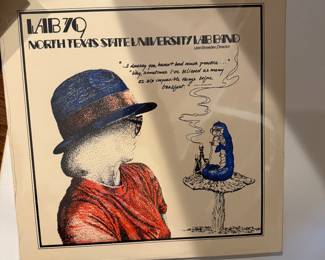 LAB 79
NORTH TEXAS STATE UNIVERSITY LAB BAND
Leon Breeden, Director
"...I daresay you haven't had much practice...
"Why, sometimes I've believed as many
as six impossible things before
breakfast."